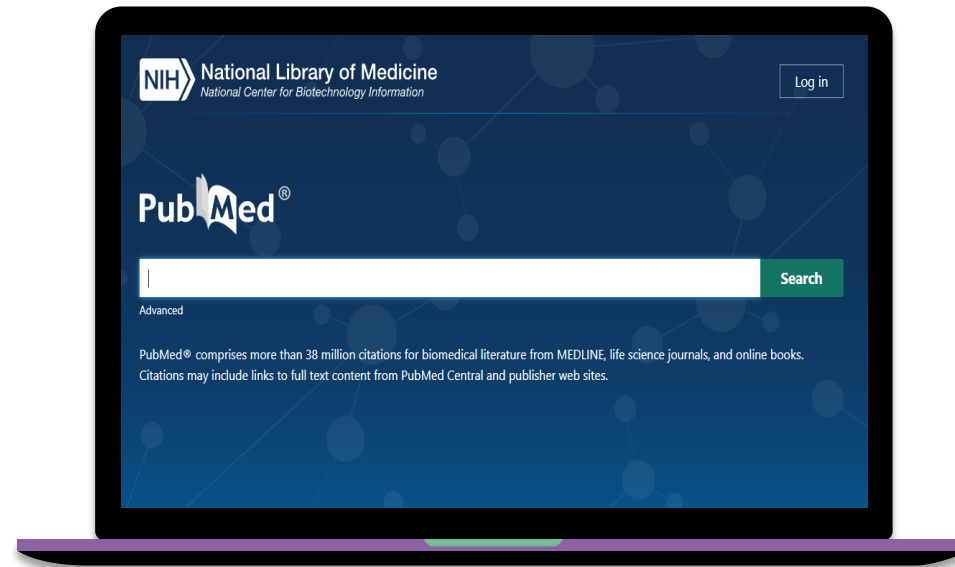 NIH
National Library of Medicine
National Center for Biotechnology Information
Log in
PubMed®
Search
Advanced
PubMed® comprises more than 38 million citations for biomedical literature from MEDLINE, life science journals, and online books.
Citations may include links to full text content from PubMed Central and publisher web sites.